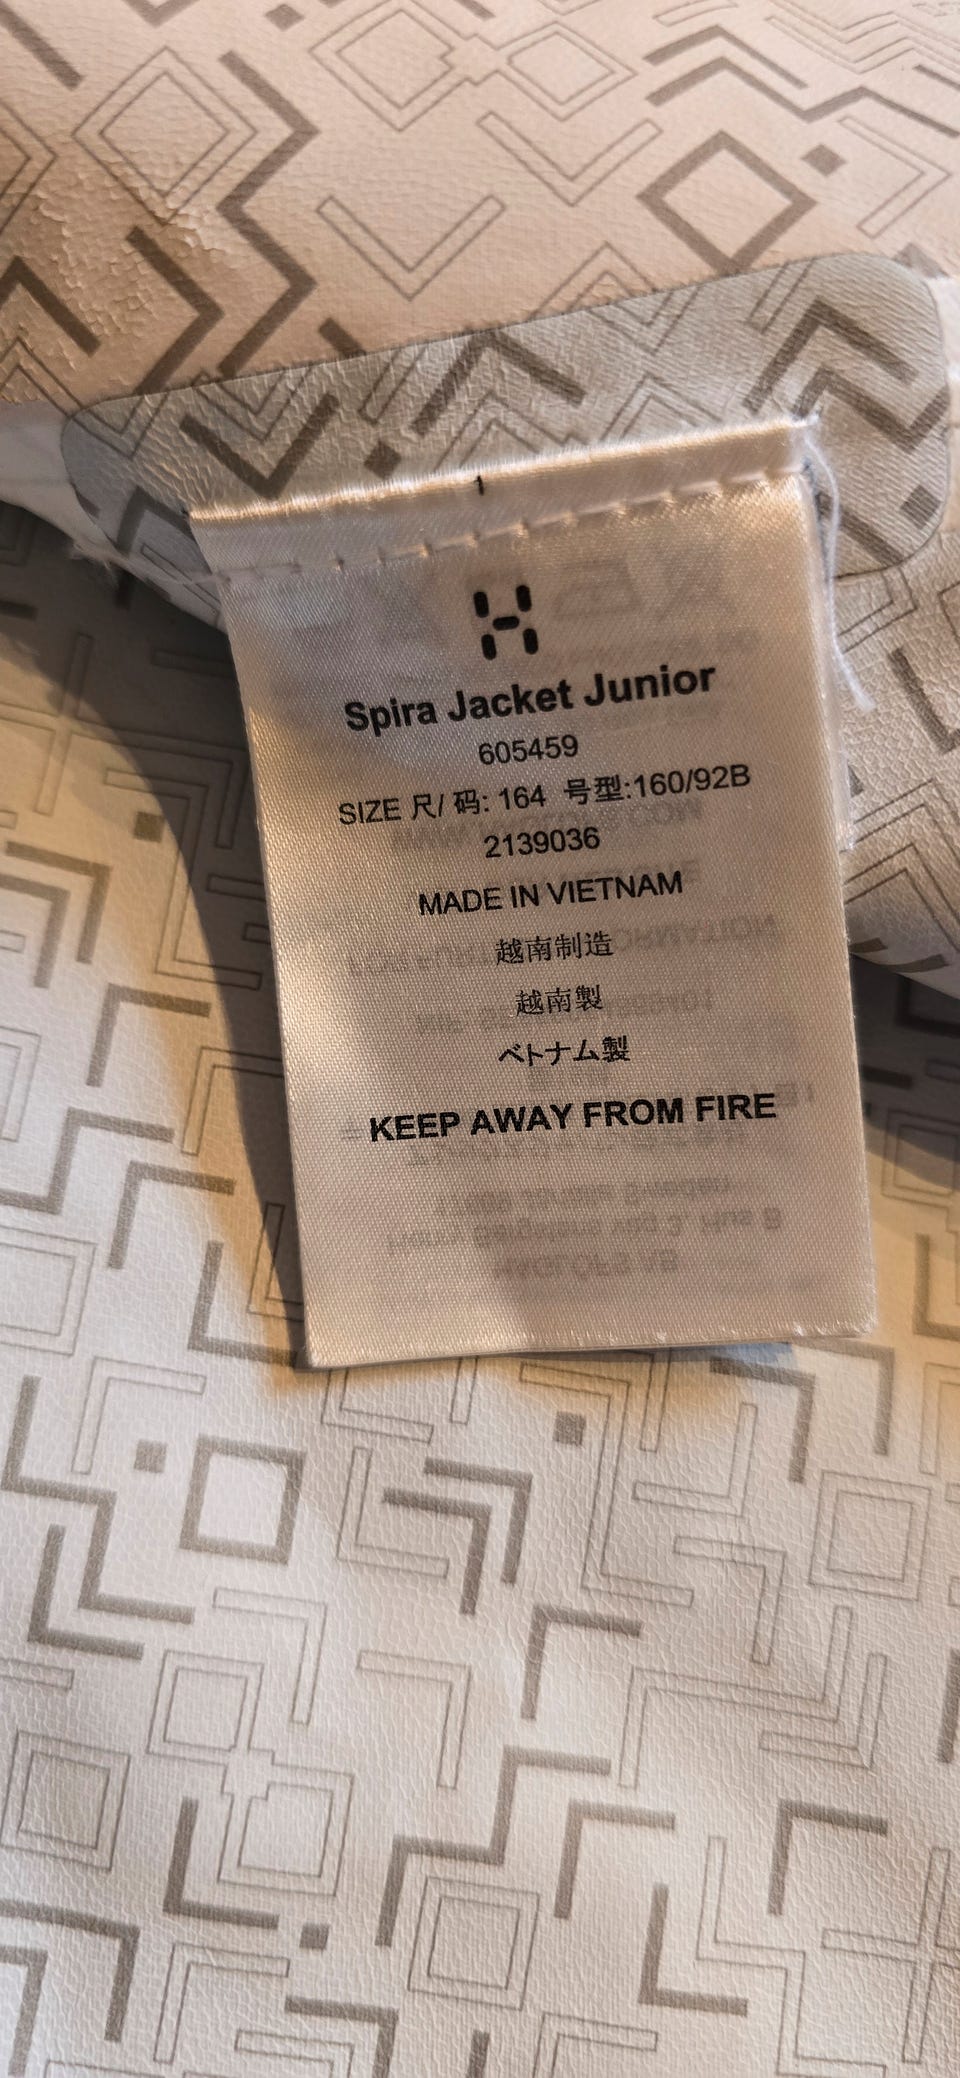 1
Spira Jacket Junior
605459
SIZE 尺/ 码: 164 号型:160/92B
2139036
MADE IN VIETNAM
越南制造
越南製
ベトナム製
KEEP AWAY FROM FIRE